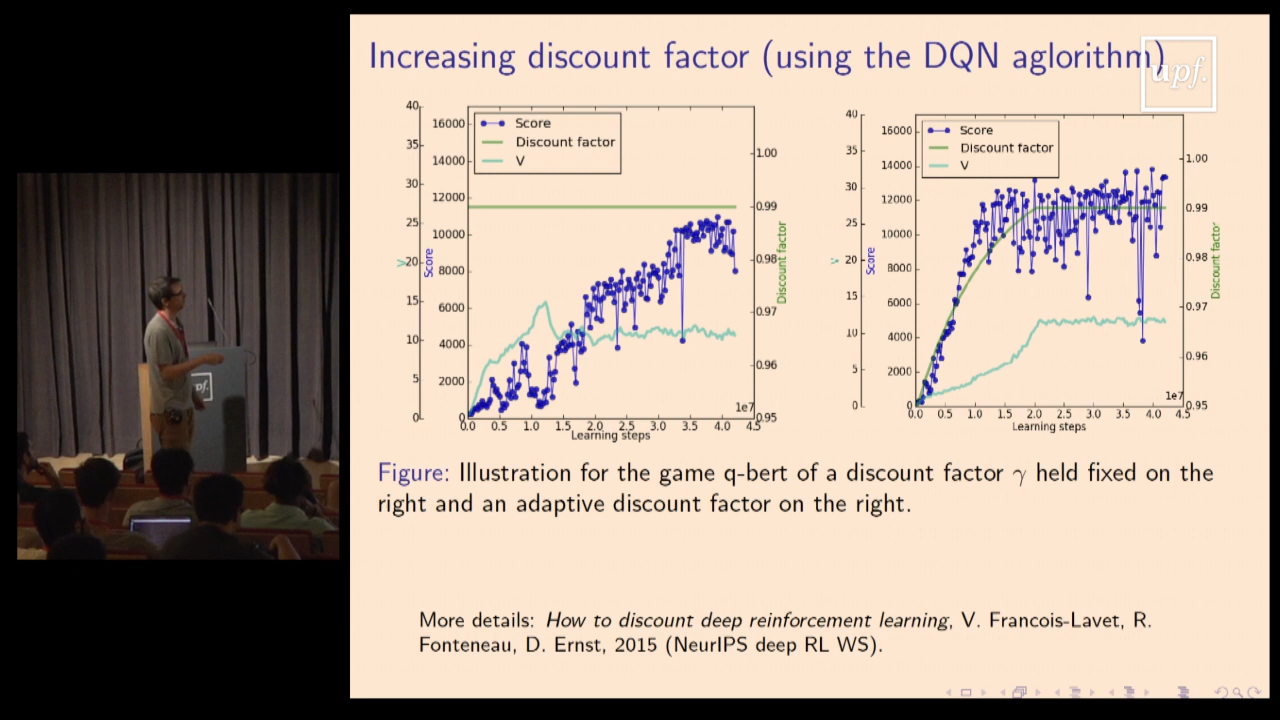 Increasing discount factor (using the DQN aglorithm)
upf.
40
35
30
25
20
15
10
5
0
V
16000
14000
12000
10000
8000
6000
4000
2000
0
Score
Score
Discount factor
V
1.00
0.99
0.98
0.97
0.96
0.95
Discount factor
1e7
0.0 0.5 1.0 1.5 2.0 2.5 3.0 3.5 4.0 4.5
Learning steps
40
35
30
25
20
15
10
5
0
V
16000
14000
12000
10000
8000
6000
4000
2000
0
Score
Score
Discount factor
V
1.00
0.99
0.98
0.97
0.96
0.95
Discount factor
1e7
0.0 0.5 1.0 1.5 2.0 2.5 3.0 3.5 4.0 4.5
Learning steps
upf.
Figure: Illustration for the game q-bert of a discount factor γ held fixed on the
right and an adaptive discount factor on the right.
More details: How to discount deep reinforcement learning, V. Francois-Lavet, R.
Fonteneau, D. Ernst, 2015 (NeurIPS deep RL WS).